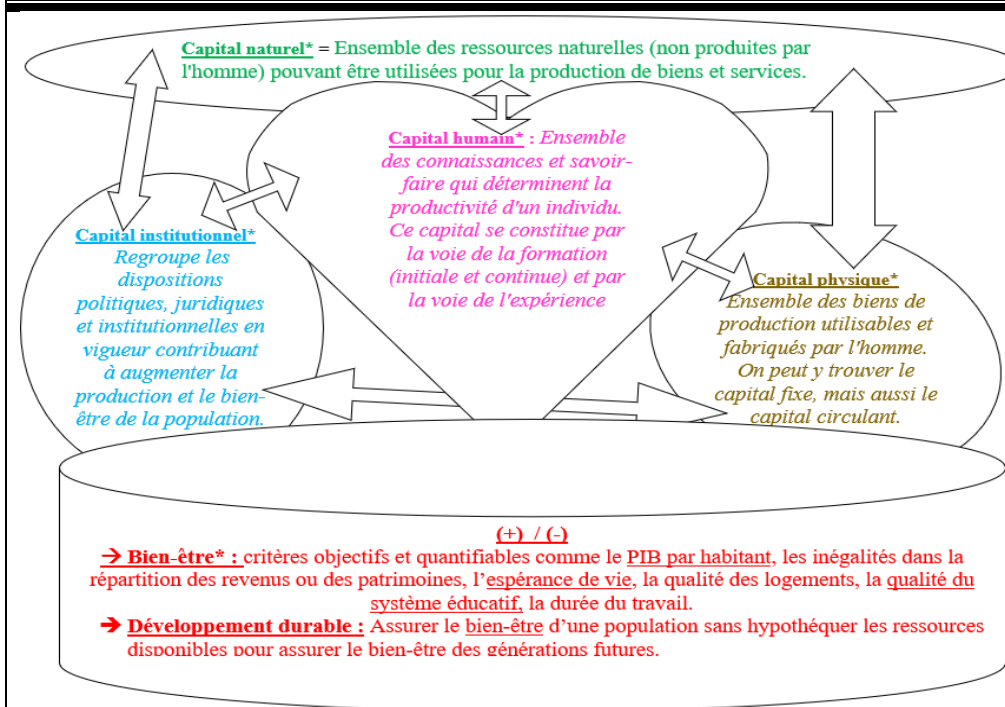 Capital naturel* = Ensemble des ressources naturelles (non produites par
l'homme) pouvant être utilisées pour la production de biens et services.
Capital humain* : Ensemble
des connaissances et savoir-
faire qui déterminent la
productivité d'un individu.
Ce capital se constitue par
la voie de la formation
(initiale et continue) et par
la voie de l'expérience
Capital institutionnel*
Regroupe les
dispositions
politiques, juridiques
et institutionnelles en
vigueur contribuant
à augmenter la
production et le bien-
être de la population.
Capital physique*
Ensemble des biens de
production utilisables et
fabriqués par l'homme.
On peut y trouver le
capital fixe, mais aussi le
capital circulant.
(+) / (-)
→ Bien-être* : critères objectifs et quantifiables comme le PIB par habitant, les inégalités dans la
répartition des revenus ou des patrimoines, l'espérance de vie, la qualité des logements, la qualité du
système éducatif, la durée du travail.
→ Développement durable : Assurer le bien-être d'une population sans hypothéquer les ressources
disponibles pour assurer le bien-être des générations futures.